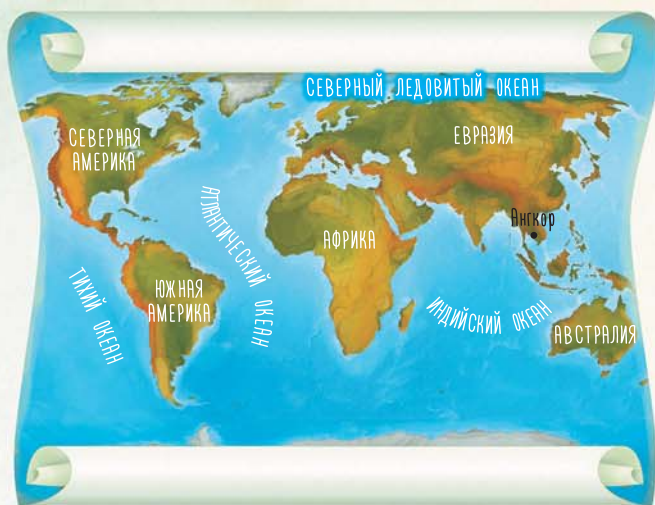 СЕВЕРНЫЙ ЛЕДОВИТЫЙ ОКЕАН
СЕВЕРНАЯ
АМЕРИКА
ЕВРАЗИЯ
АТЛАНТИЧЕСКИЙ ОКЕАН
Ангкор
АФРИКА
ТИХИЙ ОКЕАН
ЮЖНАЯ
АМЕРИКА
ИНДИЙСКИЙ ОКЕАН
АВСТРАЛИЯ